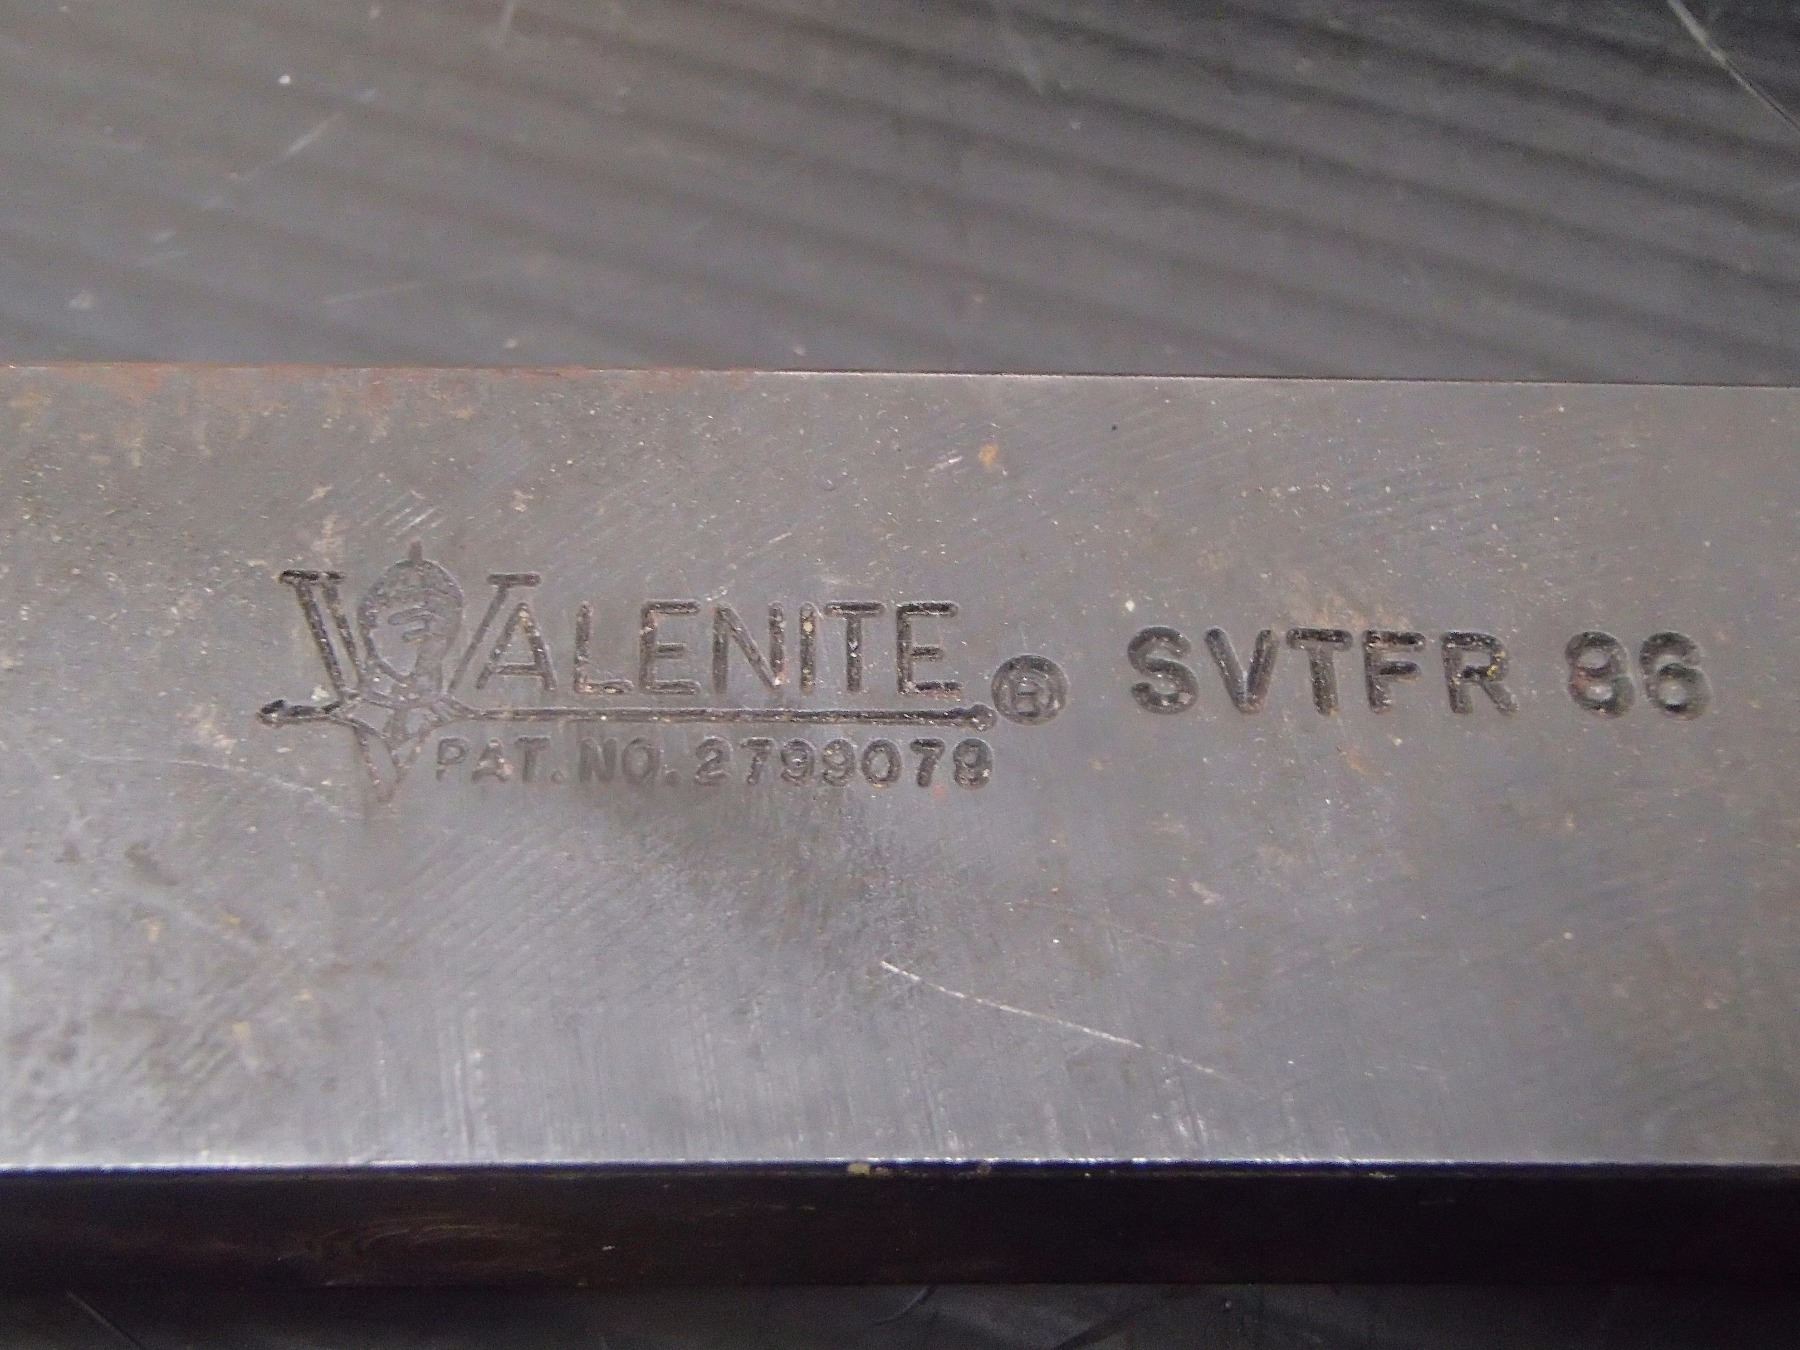 VALENITE ® SVTFR 86
PAT. NO. 2799079